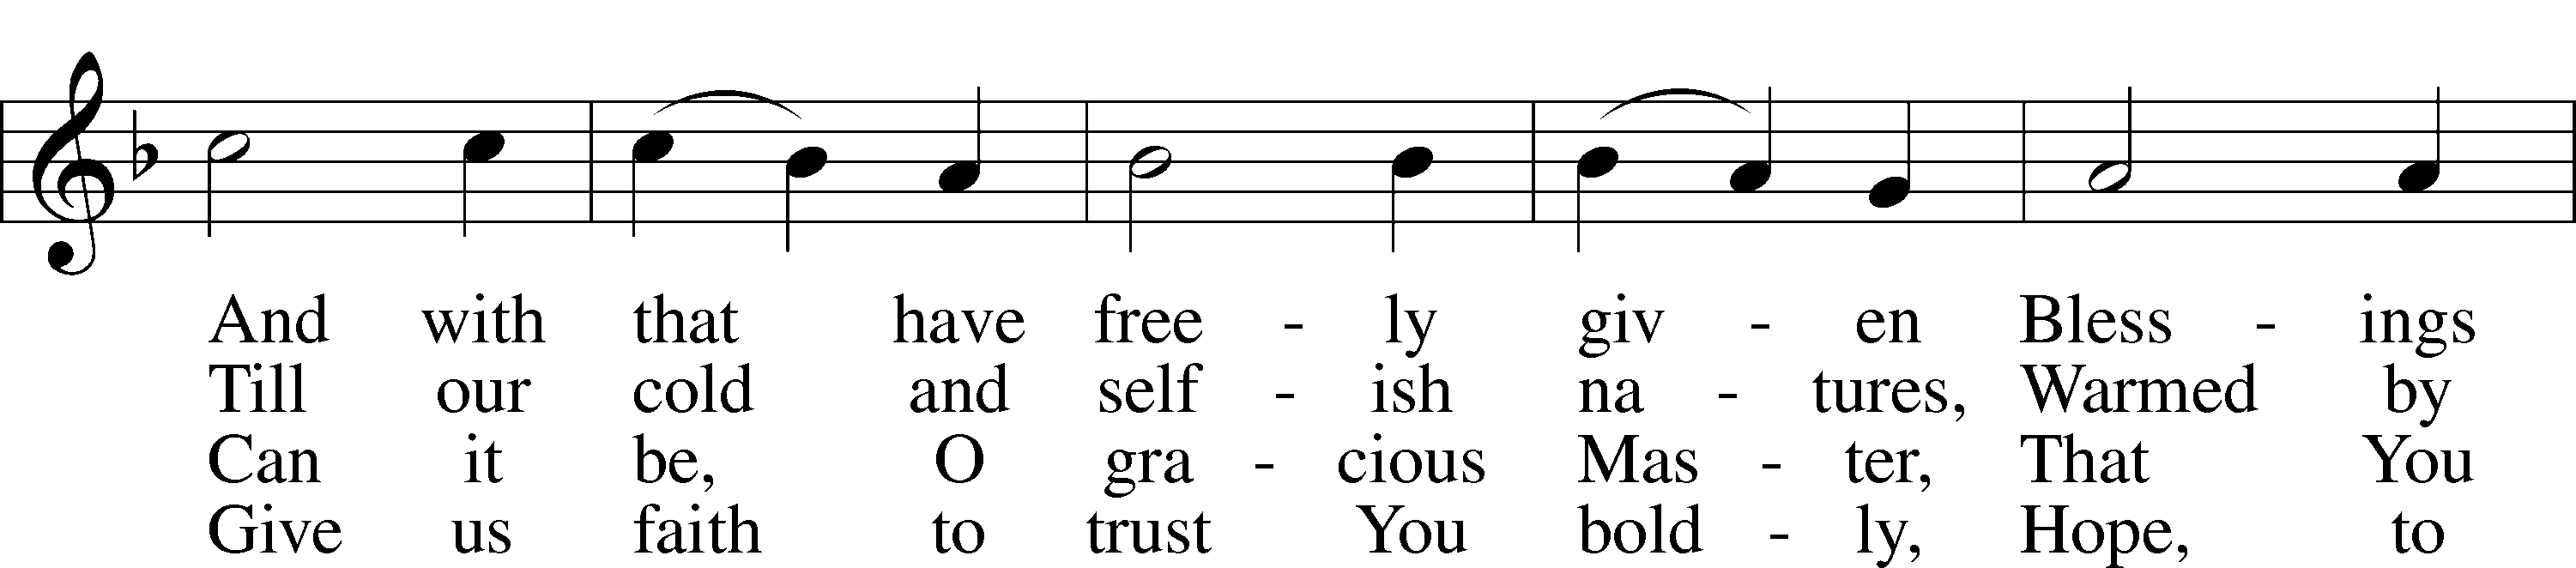 And with that have free - ly giv - en Bless - ings
Till our cold and self - ish na - tures, Warmed by
Can it be, O gra - cious Mas - ter, That You
Give us faith to trust You bold - ly, Hope, to